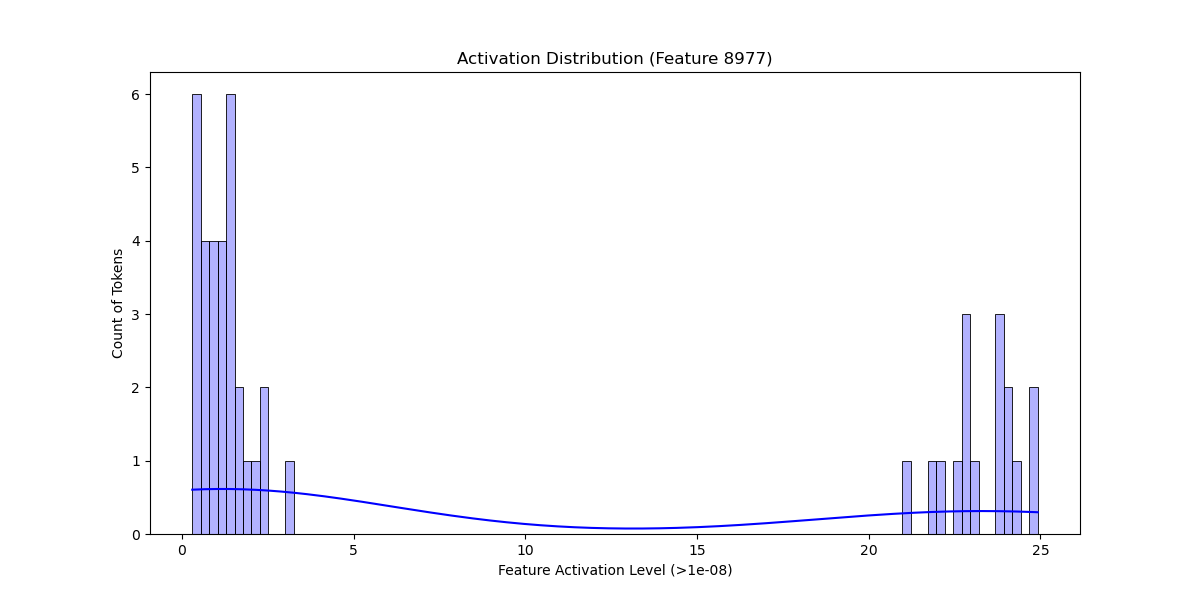 Activation Distribution (Feature 8977)
Count of Tokens
6
5
4
3
2
1
0
0 5 10 15 20 25
Feature Activation Level (>1e-08)